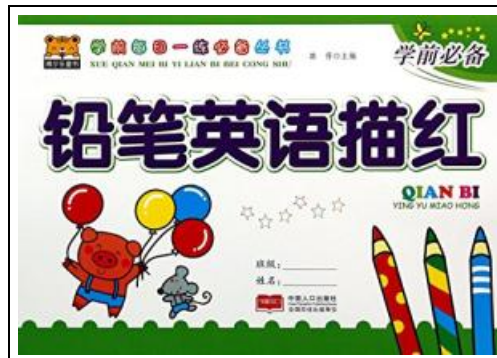 学前每日一练必备丛书
XUE QIAN MEI RI YI LIAN BI BEI CONG SHU
主编
学前必备
铅笔英语描红
QIAN BI
YING YU MIAO HONG
班级：
姓名：
中国人口出版社